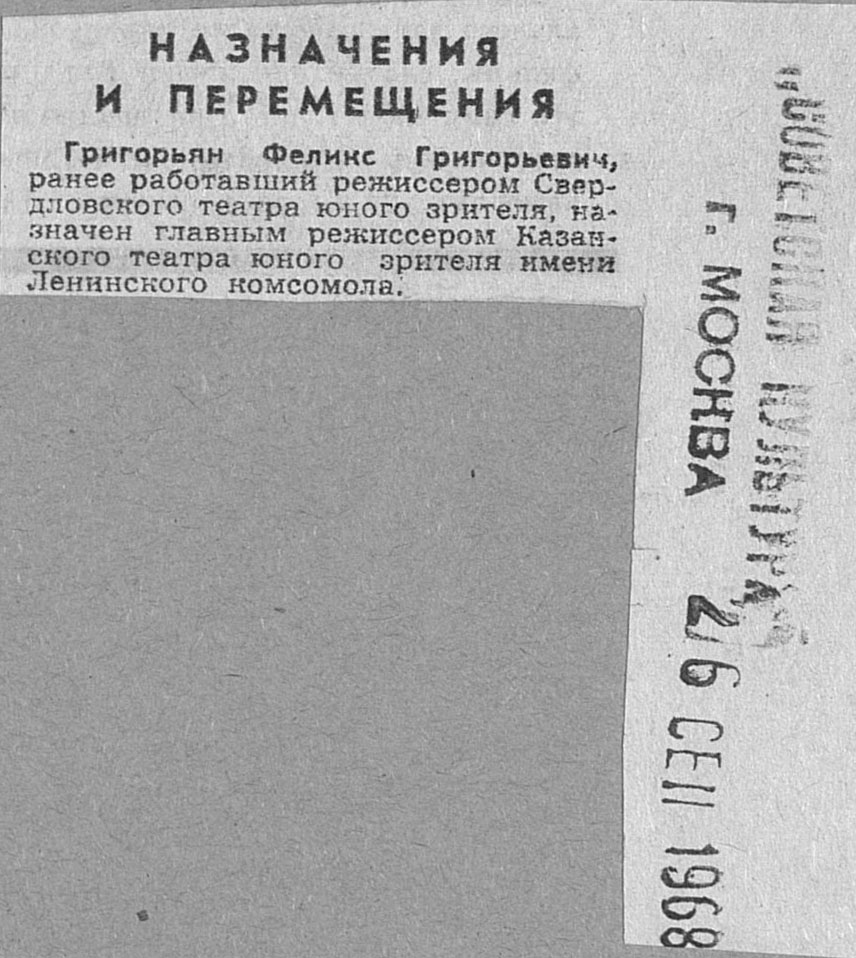 НАЗНАЧЕНИЯ
И ПЕРЕМЕЩЕНИЯ
Григорьян Феликс Григорьевич,
ранее работавший режиссером Свер-
дловского театра юного зрителя, на-
значен главным режиссером Казан-
ского театра юного зрителя имени
Ленинского комсомола.
„СОВЕТСКАЯ КУЛЬТУРА“
г. МОСКВА
26 СЕП 1968